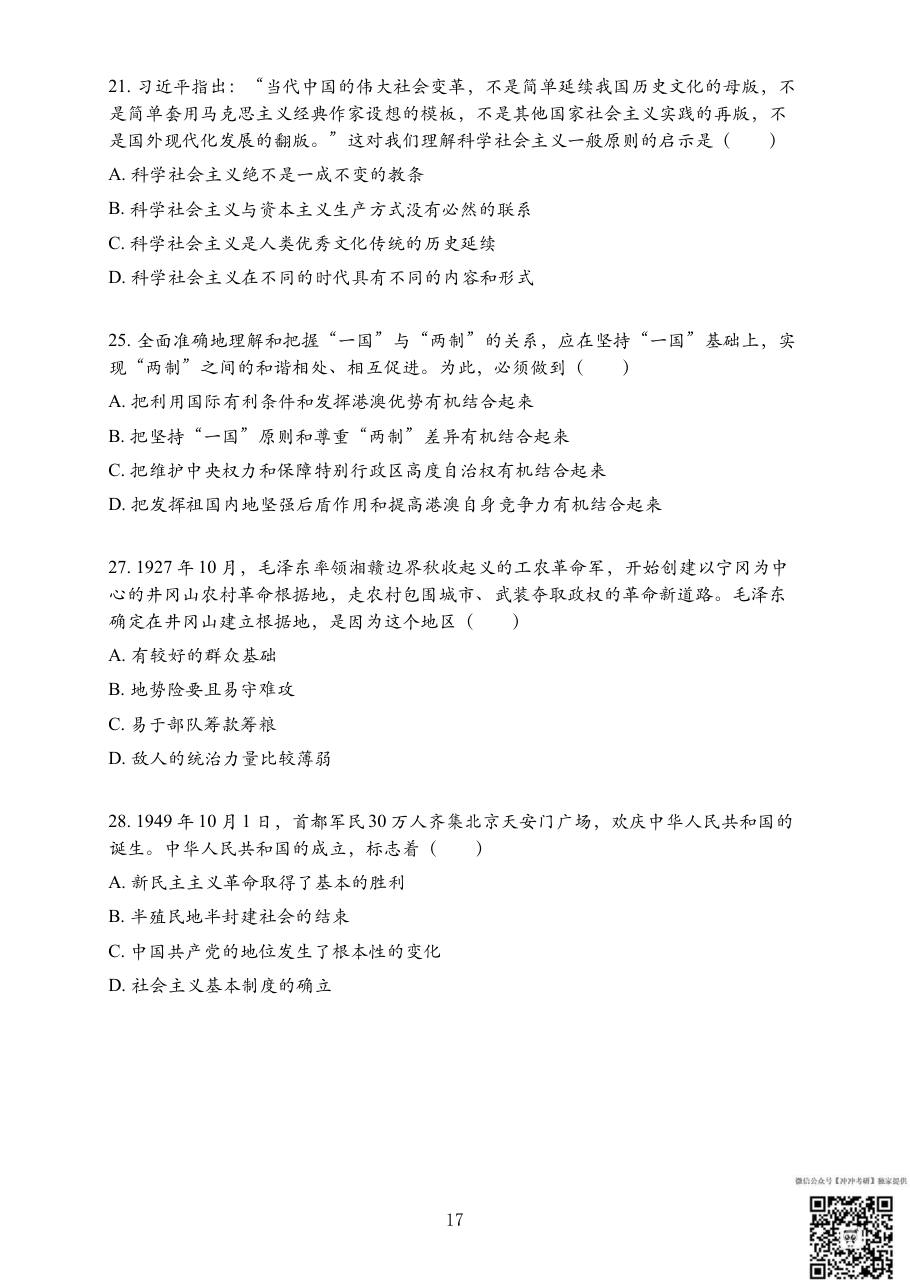 21. 习近平指出：“当代中国的伟大社会变革，不是简单延续我国历史文化的母版，不
是简单套用马克思主义经典作家设想的模板，不是其他国家社会主义实践的再版，不
是国外现代化发展的翻版。”这对我们理解科学社会主义一般原则的启示是（　　）
A. 科学社会主义绝不是一成不变的教条
B. 科学社会主义与资本主义生产方式没有必然的联系
C. 科学社会主义是人类优秀文化传统的历史延续
D. 科学社会主义在不同的时代具有不同的内容和形式
25. 全面准确地理解和把握“一国”与“两制”的关系，应在坚持“一国”基础上，实
现“两制”之间的和谐相处、相互促进。为此，必须做到（　　）
A. 把利用国际有利条件和发挥港澳优势有机结合起来
B. 把坚持“一国”原则和尊重“两制”差异有机结合起来
C. 把维护中央权力和保障特别行政区高度自治权有机结合起来
D. 把发挥祖国内地坚强后盾作用和提高港澳自身竞争力有机结合起来
27. 1927 年 10 月，毛泽东率领湘赣边界秋收起义的工农革命军，开始创建以宁冈为中
心的井冈山农村革命根据地，走农村包围城市、武装夺取政权的革命新道路。毛泽东
确定在井冈山建立根据地，是因为这个地区（　　）
A. 有较好的群众基础
B. 地势险要且易守难攻
C. 易于部队筹款筹粮
D. 敌人的统治力量比较薄弱
28. 1949 年 10 月 1 日，首都军民 30 万人齐集北京天安门广场，欢庆中华人民共和国的
诞生。中华人民共和国的成立，标志着（　　）
A. 新民主主义革命取得了基本的胜利
B. 半殖民地半封建社会的结束
C. 中国共产党的地位发生了根本性的变化
D. 社会主义基本制度的确立
微信公众号【冲冲考研】独家提供
17